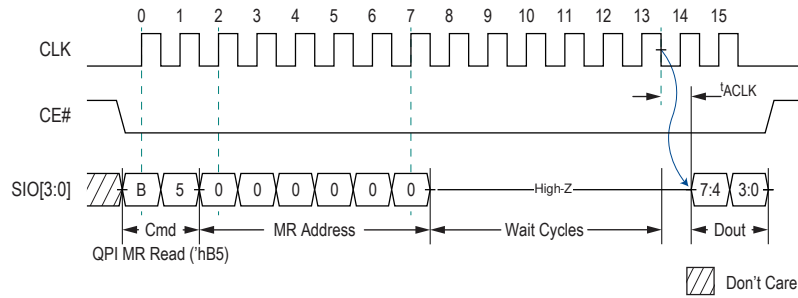 0 1 2 3 4 5 6 7 8 9 10 11 12 13 14 15
CLK
tACLK
CE#
SIO[3:0] B 5 0 0 0 0 0 0 High-Z 7:4 3:0
Cmd MR Address Wait Cycles Dout
QPI MR Read ('hB5)
Don't Care